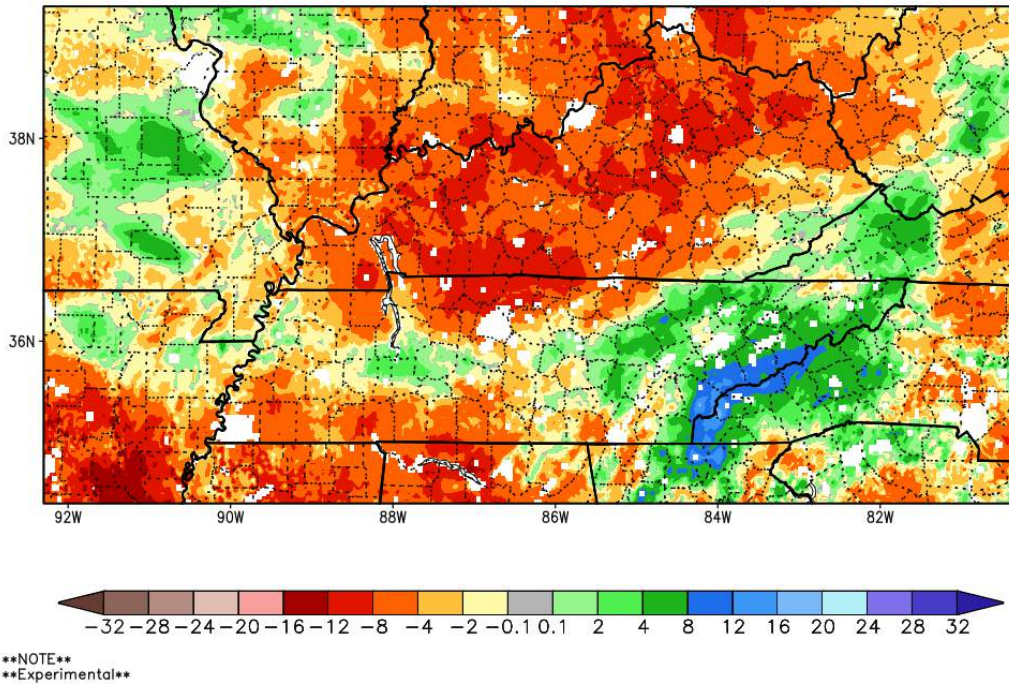 38N
36N
92W 90W 88W 86W 84W 82W
-32 -28 -24 -20 -16 -12 -8 -4 -2 -0.1 0.1 2 4 8 12 16 20 24 28 32
**NOTE**
**Experimental**